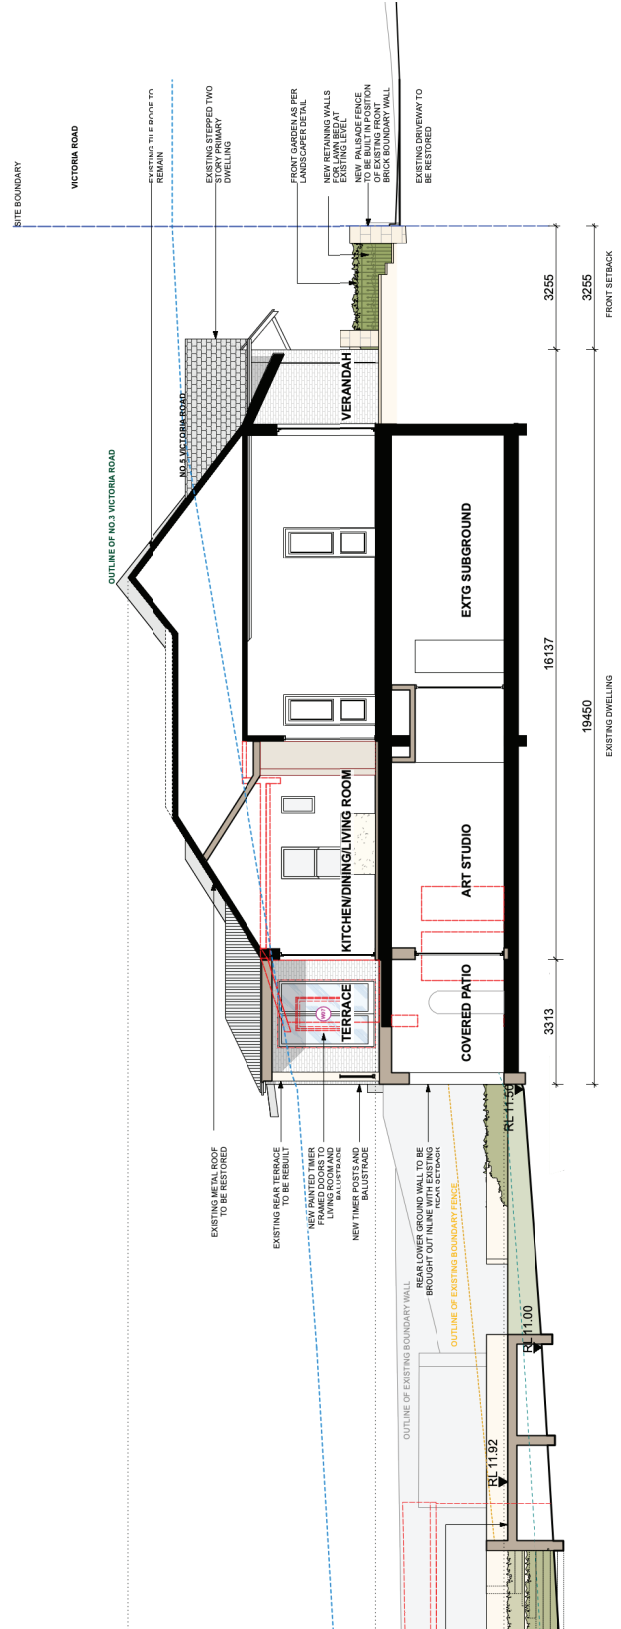 SITE BOUNDARY
VICTORIA ROAD
EXISTING TILE ROOF TO
REMAIN
EXISTING STEPPED TWO
STORY PRIMARY
DWELLING
FRONT GARDEN AS PER
LANDSCAPER DETAIL
NEW RETAINING WALLS
FOR LAWN BED AT
EXISTING LEVEL
NEW PALISADE FENCE
TO BE BUILT IN POSITION
OF EXISTING FRONT
BRICK BOUNDARY WALL
EXISTING DRIVEWAY TO
BE RESTORED
3255
3255
FRONT SETBACK
OUTLINE OF NO.3 VICTORIA ROAD
NO.5 VICTORIA ROAD
VERANDAH
EXTG SUBGROUND
16137
19450
EXISTING DWELLING
KITCHEN/DINING/LIVING ROOM
ART STUDIO
TERRACE
COVERED PATIO
3313
EXISTING METAL ROOF
TO BE RESTORED
EXISTING REAR TERRACE
TO BE REBUILT
NEW PAINTED TIMER
FRAMED DOORS TO
LIVING ROOM AND
BALUSTRADE
NEW TIMER POSTS AND
BALUSTRADE
REAR LOWER GROUND WALL TO BE
BROUGHT OUT INLINE WITH EXISTING
REAR SETBACK
OUTLINE OF EXISTING BOUNDARY WALL
OUTLINE OF EXISTING BOUNDARY FENCE
RL 11.50
RL 11.00
RL 11.92